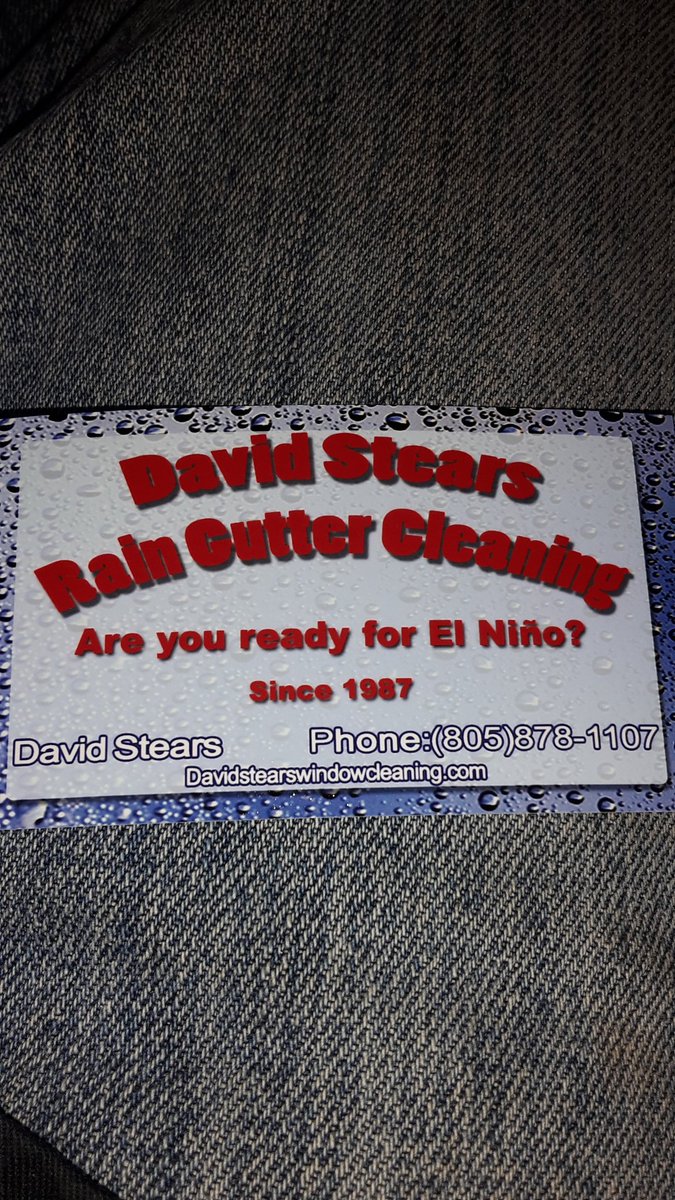 David Stears
Rain Gutter Cleaning
Are you ready for El Niño?
Since 1987
David Stears Phone:(805)878-1107
Davidstearswindowcleaning.com